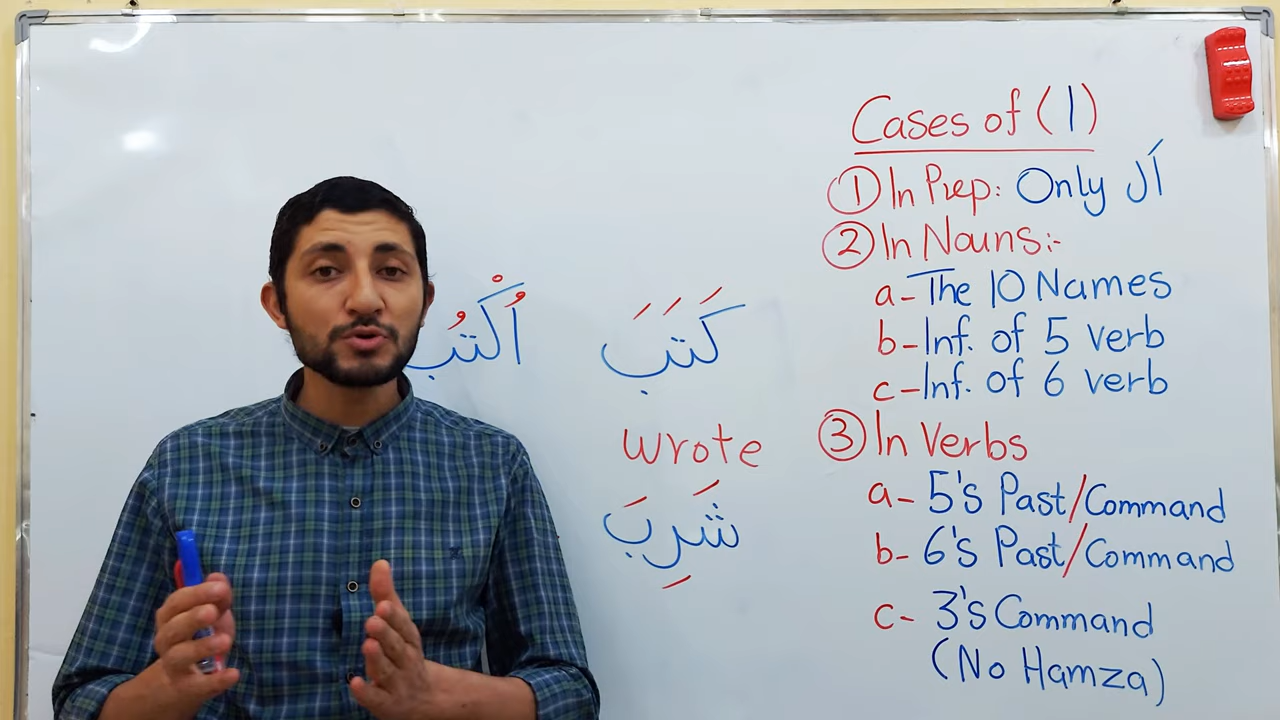 Cases of (ا)
① In Prep: Only اَل
② In Nouns:-
a- The 10 Names
b- Inf. of 5 verb
c- Inf. of 6 verb
③ In Verbs
a- 5's Past/Command
b- 6's Past/Command
c- 3's Command
(No Hamza)
كَتَبَ اُكْتُب
wrote
شَرِبَ